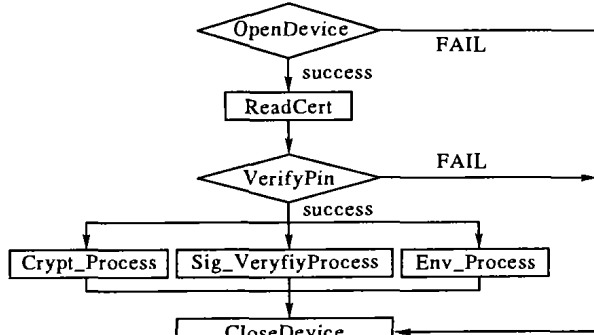 OpenDevice
FAIL
success
ReadCert
FAIL
VerifyPin
success
Crypt_Process
Sig_VeryfiyProcess
Env_Process
CloseDevice